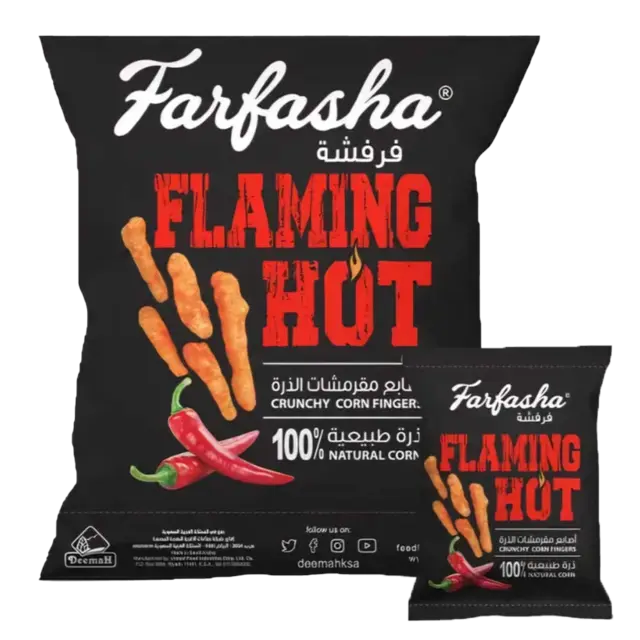 Farfasha®
فرفشة
FLAMING
HOT
مقرمشات الذرة
CRUNCHY CORN FINGERS
100% ذرة طبيعية
NATURAL CORN
DeemaH
follow us on:
deemahksa
Farfasha®
فرفشة
FLAMING
HOT
أصابع مقرمشات الذرة
CRUNCHY CORN FINGERS
100% ذرة طبيعية
NATURAL CORN